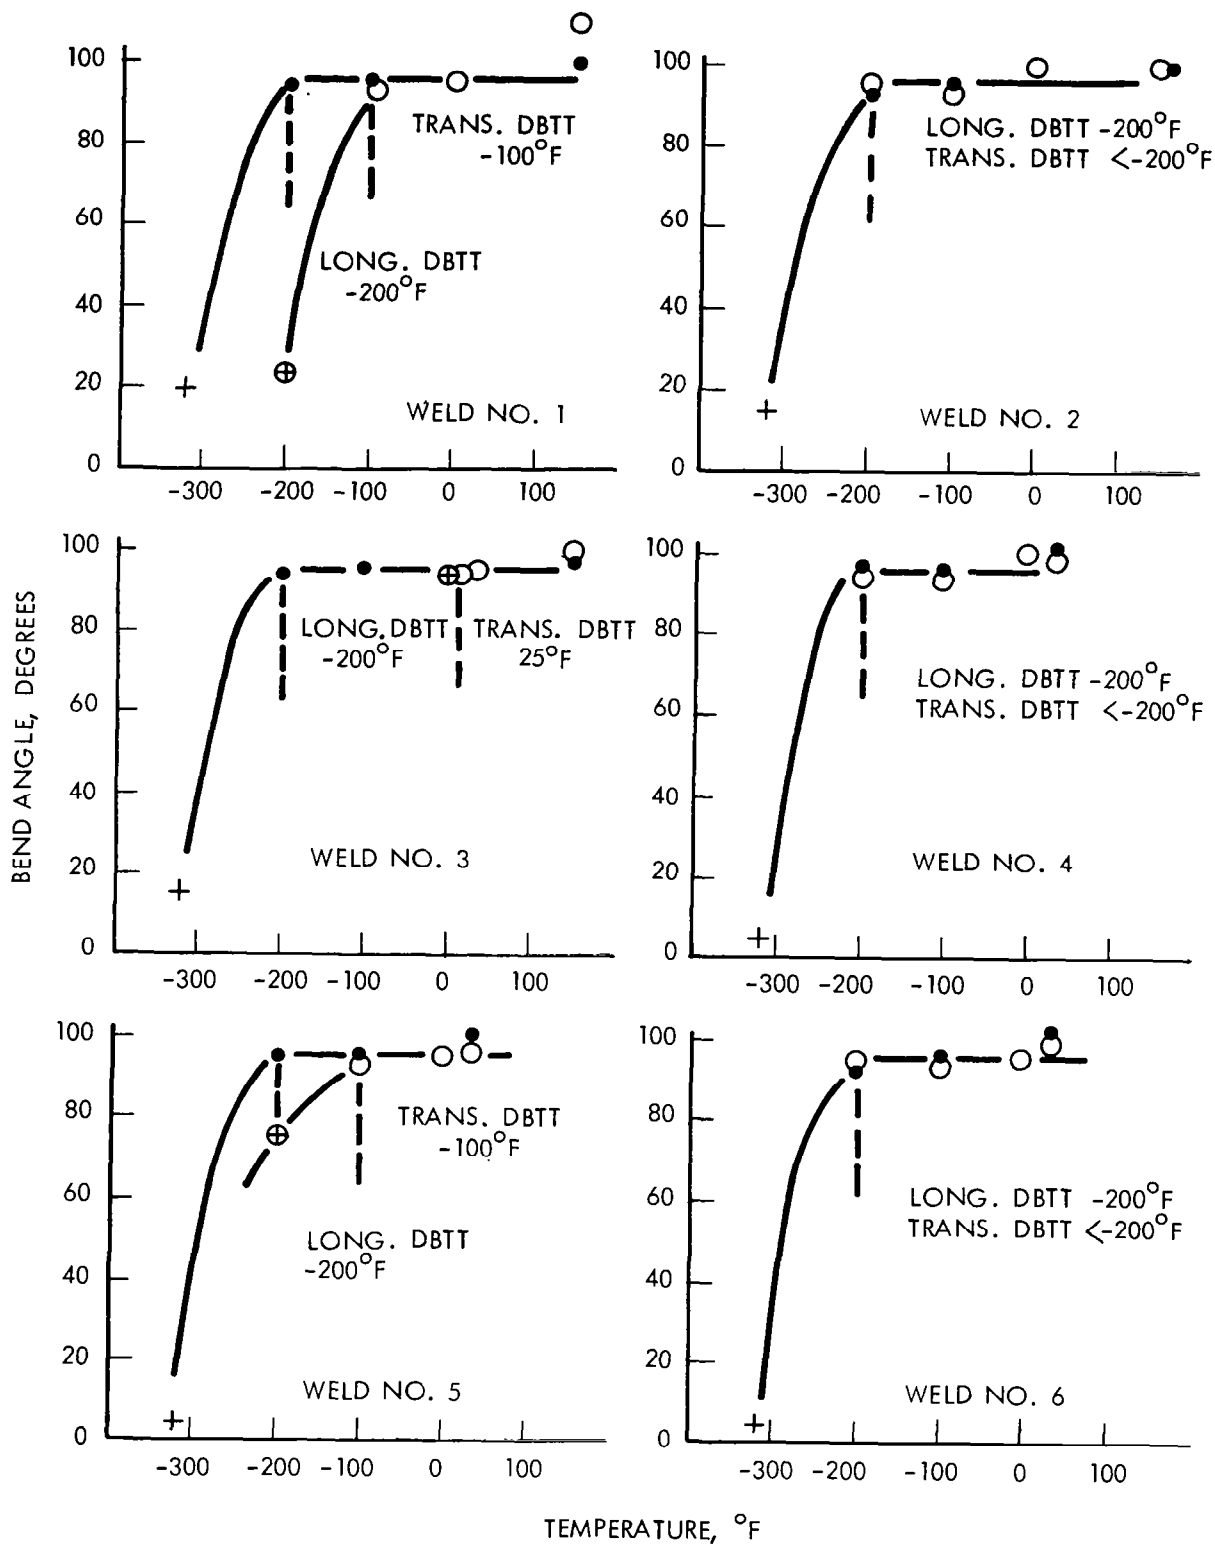 100
80
60
40
20
0
-300 -200 -100 0 100
TRANS. DBTT
-100°F
LONG. DBTT
-200°F
WELD NO. 1
100
80
60
40
20
0
-300 -200 -100 0 100
LONG. DBTT -200°F
TRANS. DBTT <-200°F
WELD NO. 2
BEND ANGLE, DEGREES
100
80
60
40
20
0
-300 -200 -100 0 100
LONG. DBTT
-200°F
TRANS. DBTT
25°F
WELD NO. 3
100
80
60
40
20
0
-300 -200 -100 0 100
LONG. DBTT -200°F
TRANS. DBTT <-200°F
WELD NO. 4
100
80
60
40
20
0
-300 -200 -100 0 100
TRANS. DBTT
-100°F
LONG. DBTT
-200°F
WELD NO. 5
100
80
60
40
20
0
-300 -200 -100 0 100
LONG. DBTT -200°F
TRANS. DBTT <-200°F
WELD NO. 6
TEMPERATURE, °F